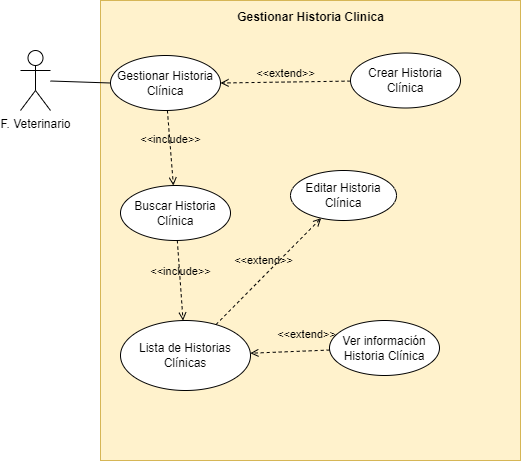 Gestionar Historia Clinica
Gestionar Historia
Clínica
<<extend>>
Crear Historia
Clínica
F. Veterinario
<<include>>
Buscar Historia
Clínica
Editar Historia
Clínica
<<include>>
<<extend>>
Lista de Historias
Clínicas
<<extend>>
Ver información
Historia Clínica